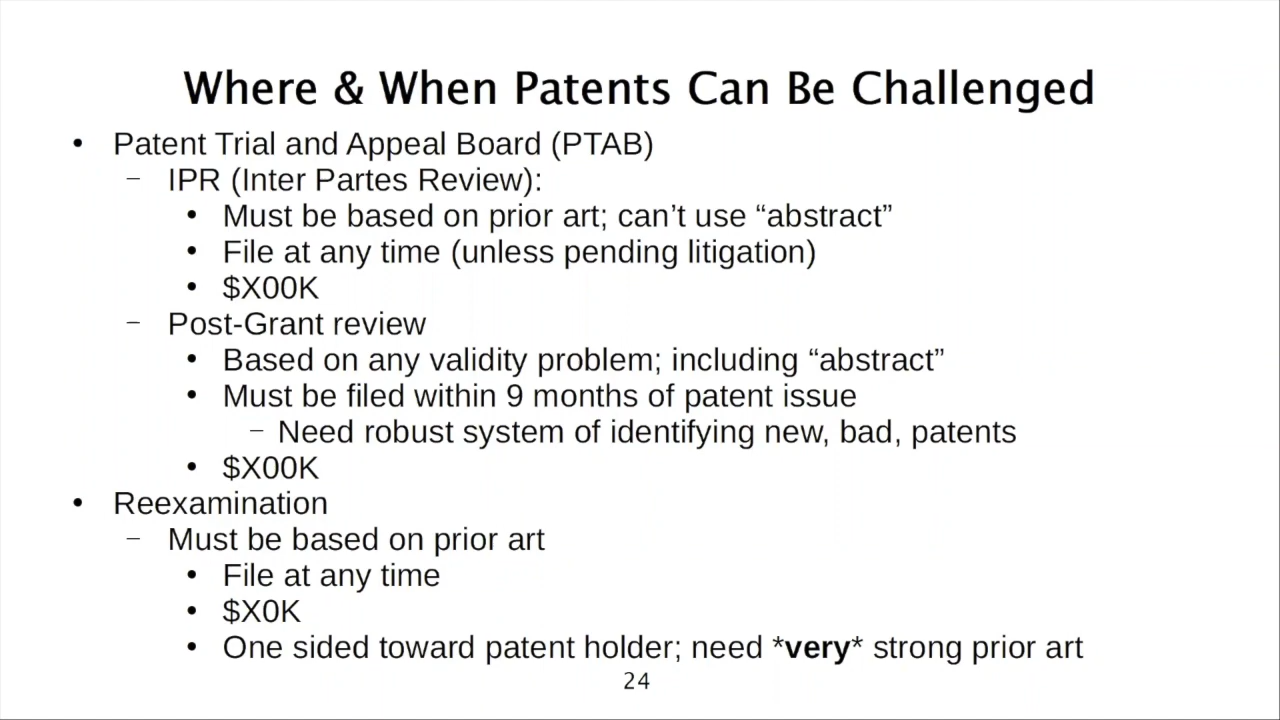 Where & When Patents Can Be Challenged
• Patent Trial and Appeal Board (PTAB)
– IPR (Inter Partes Review):
• Must be based on prior art; can’t use “abstract”
• File at any time (unless pending litigation)
• $X00K
– Post-Grant review
• Based on any validity problem; including “abstract”
• Must be filed within 9 months of patent issue
– Need robust system of identifying new, bad, patents
• $X00K
• Reexamination
– Must be based on prior art
• File at any time
• $X0K
• One sided toward patent holder; need *very* strong prior art
24